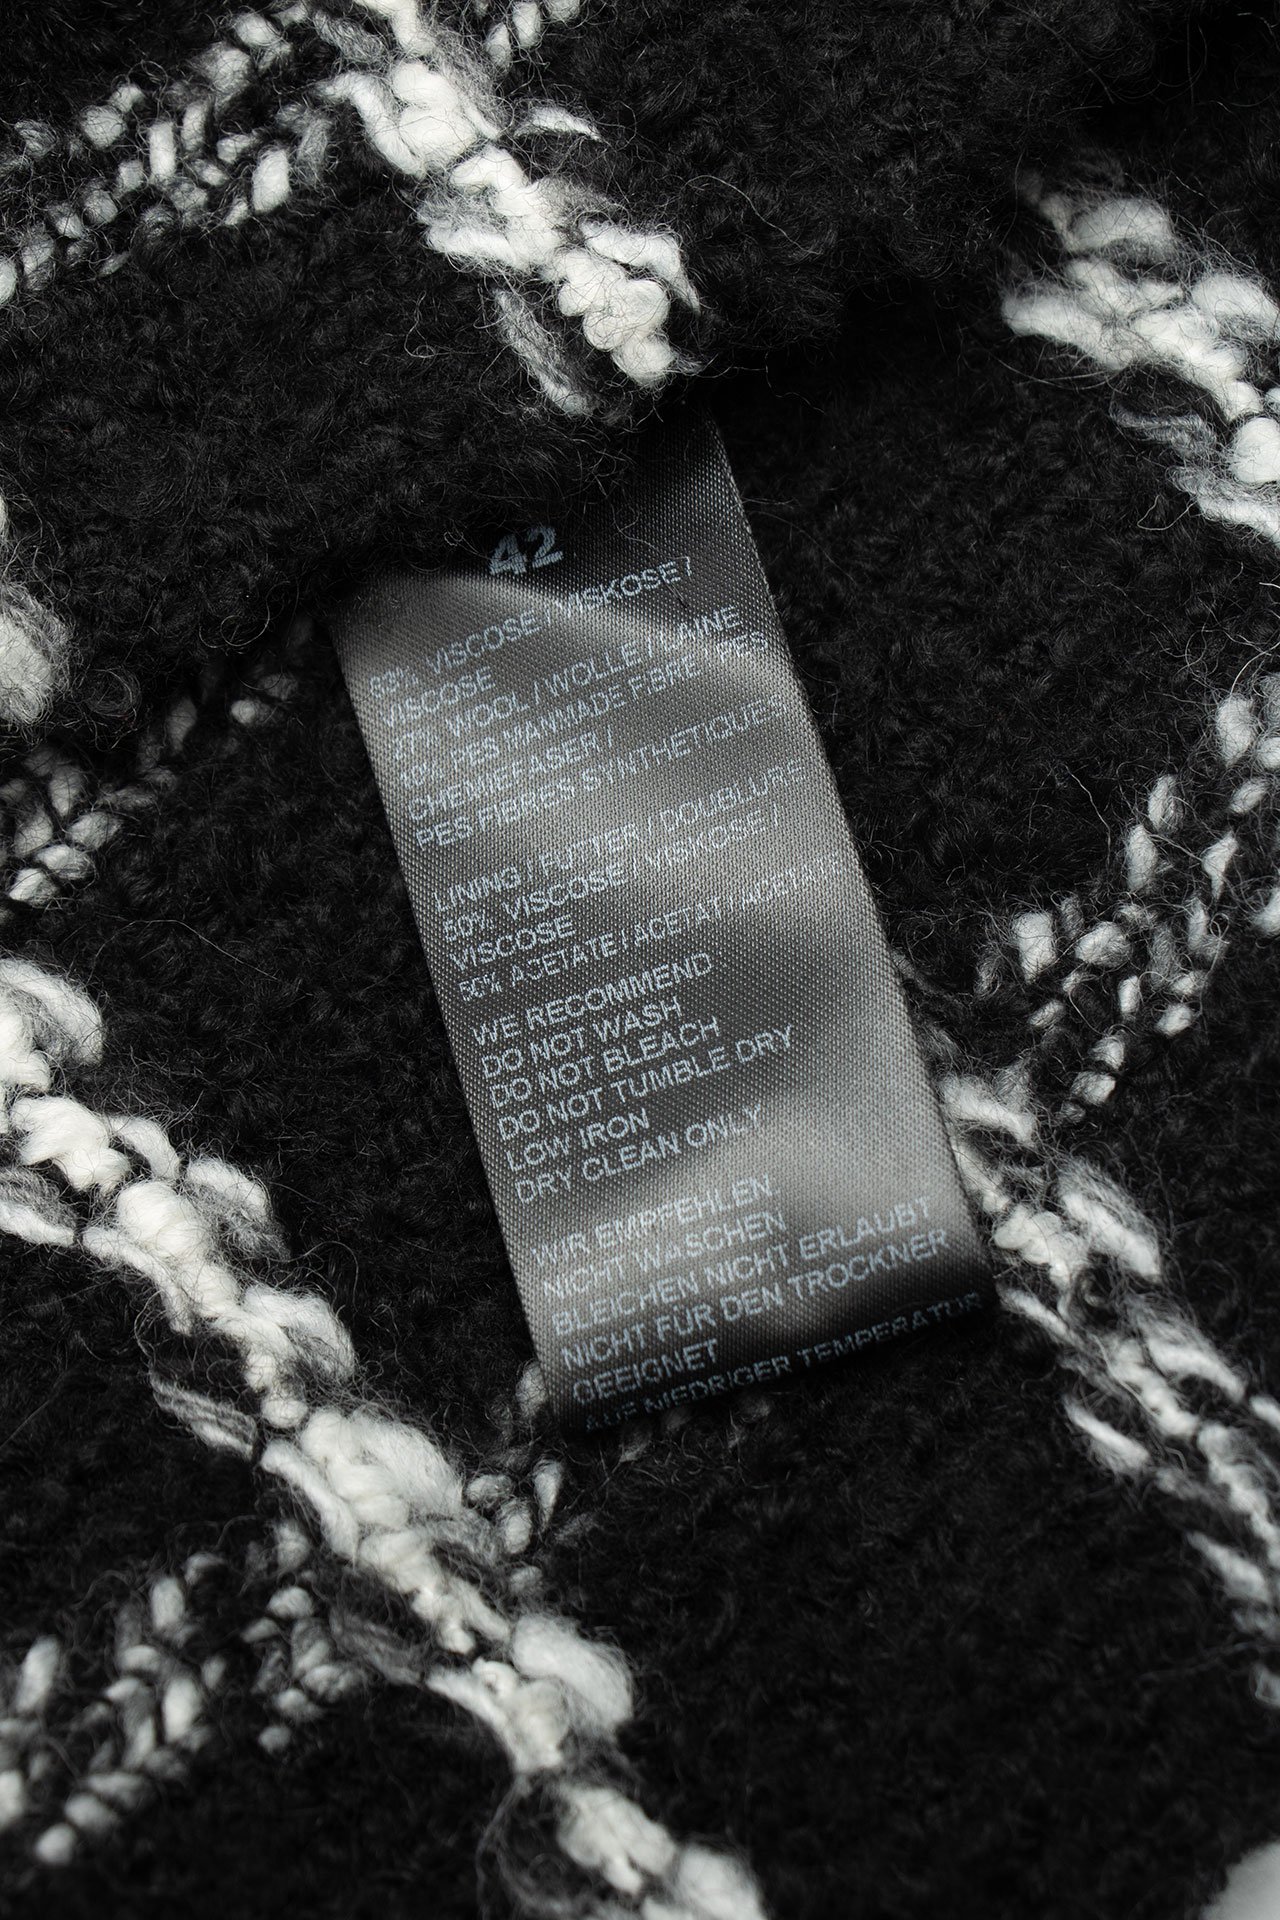 42
VISCOSE / VISKOSE /
VISCOSE
WOOL / WOLLE / LAINE
PES MANMADE FIBRE PES
CHEMIEFASER /
PES FIBRES SYNTHETIQUES
LINING / FUTTER / DOUBLURE
50% VISCOSE / VISKOSE /
VISCOSE
50% ACETATE / ACETAT / ACETATE
WE RECOMMEND
DO NOT WASH
DO NOT BLEACH
DO NOT TUMBLE DRY
LOW IRON
DRY CLEAN ONLY
WIR EMPFEHLEN
NICHT WASCHEN
BLEICHEN NICHT ERLAUBT
NICHT FÜR DEN TROCKNER
GEEIGNET
AUF NIEDRIGER TEMPERATUR